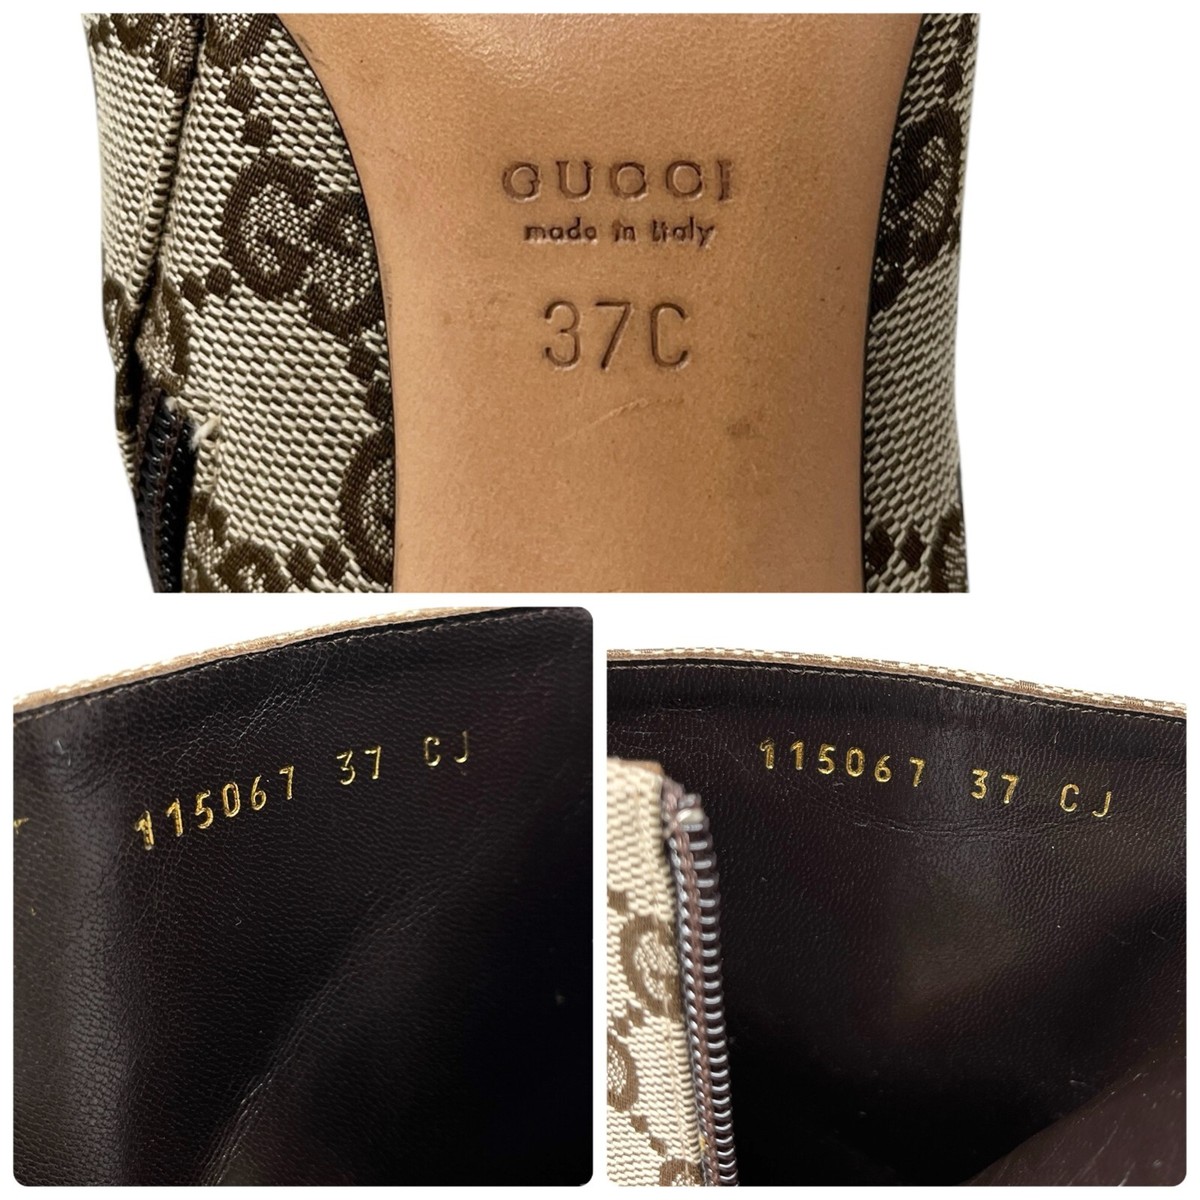 GUCCI
made in Italy
37C
115067 37 CJ
115067 37 CJ